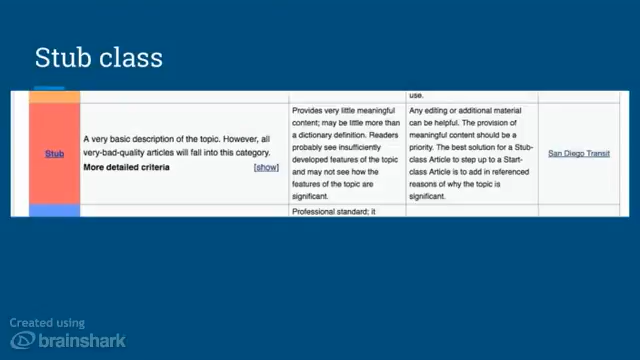 Stub class
use.
Stub
A very basic description of the topic. However, all
very-bad-quality articles will fall into this category.
More detailed criteria [show]
Provides very little meaningful
content; may be little more than
a dictionary definition. Readers
probably see insufficiently
developed features of the topic
and may not see how the
features of the topic are
significant.
Any editing or additional material
can be helpful. The provision of
meaningful content should be a
priority. The best solution for a Stub-
class Article to step up to a Start-
class Article is to add in referenced
reasons of why the topic is
significant.
San Diego Transit
Professional standard; it
Created using
brainshark